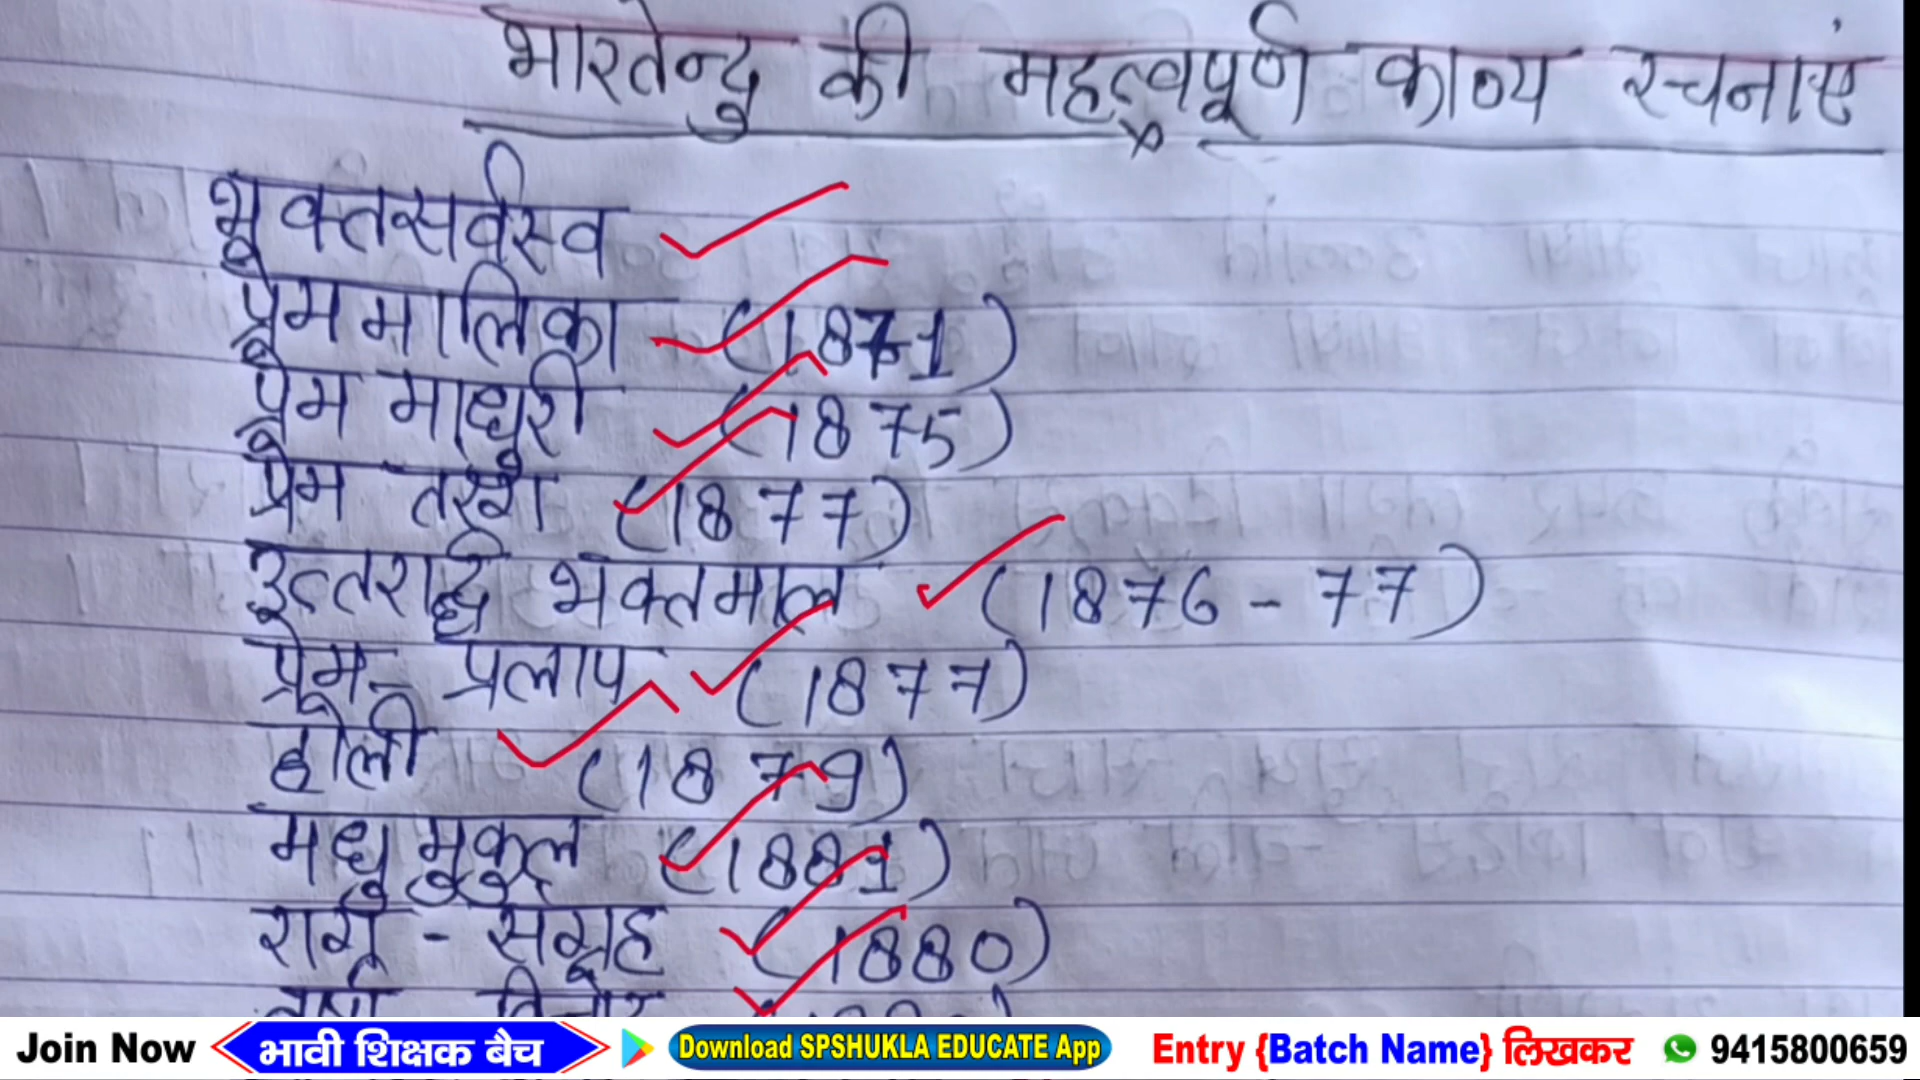 भारतेन्दु की महत्वपूर्ण काव्य रचनाएं
भक्तसर्वस्व
प्रेम मालिका (1871)
प्रेम माधुरी (1875)
प्रेम तरंग (1877)
उत्तरार्द्ध भक्तमाल (1876-77)
प्रेम- प्रलाप (1877)
होली (1879)
मधु मुकुल (1881)
राग - संग्रह (1880)
Join Now भावी शिक्षक बैच Download SPSHUKLA EDUCATE App Entry {Batch Name} लिखकर 9415800659